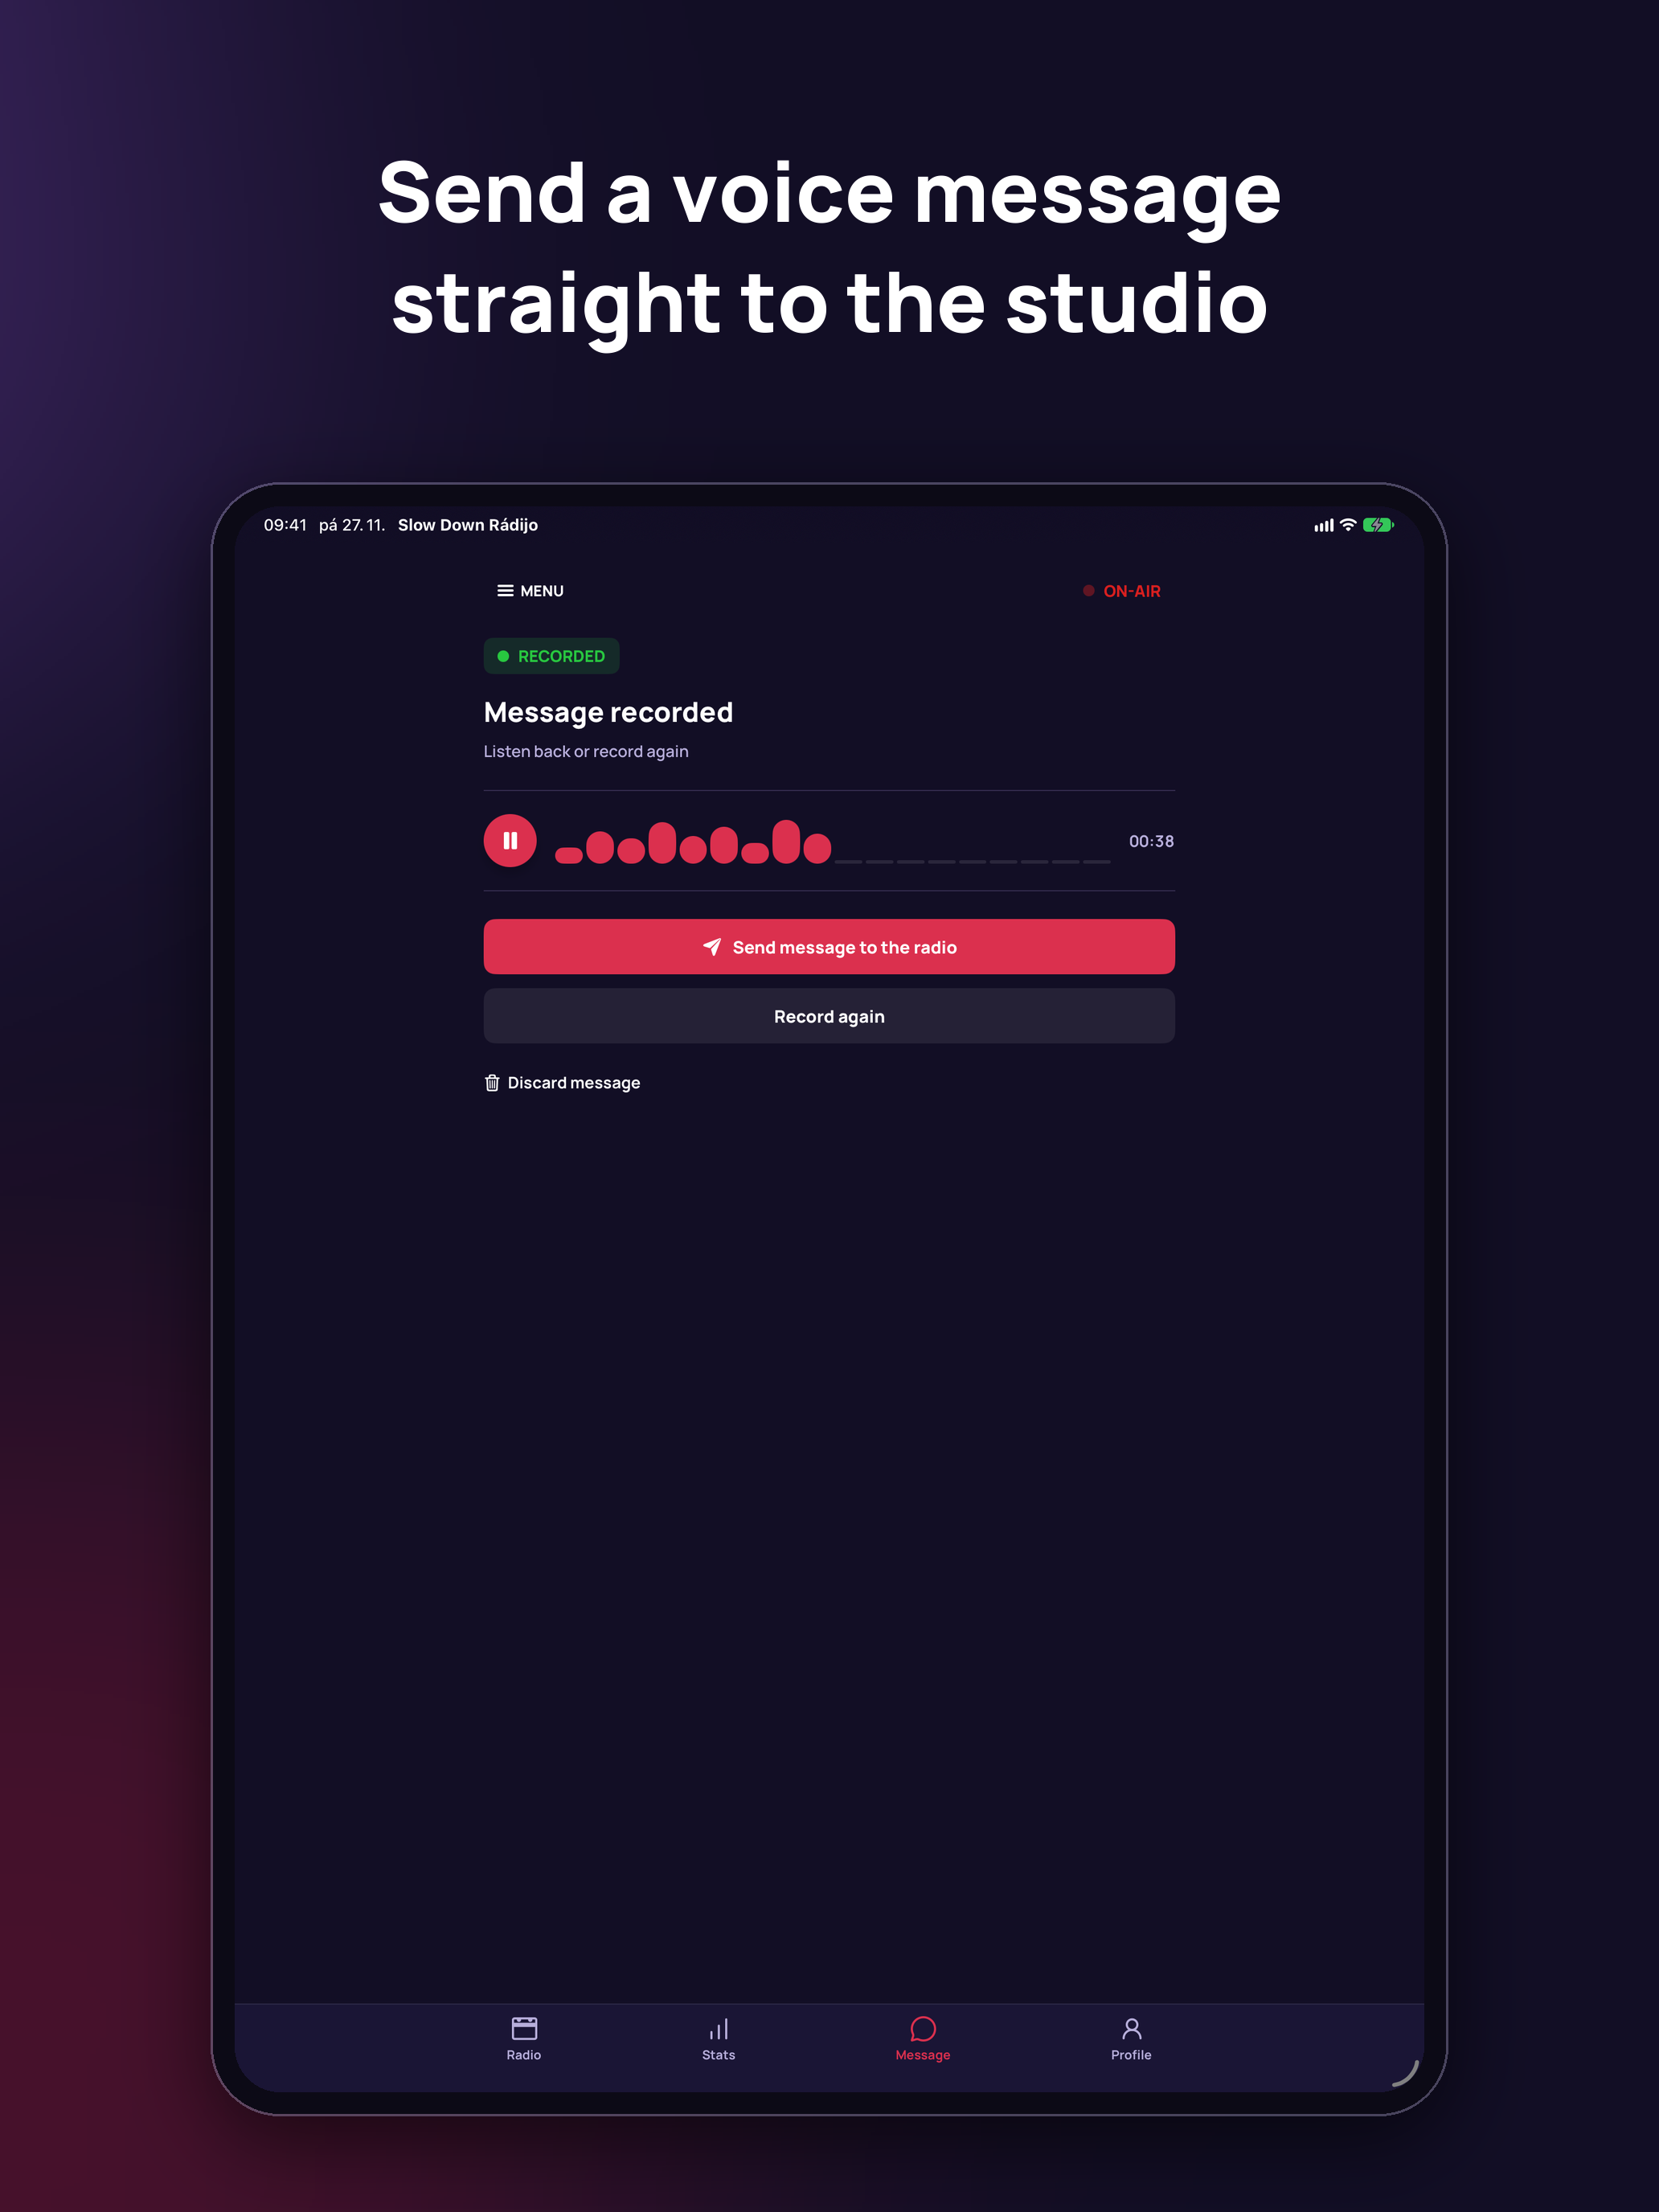 Send a voice message
straight to the studio
09:41 pá 27. 11. Slow Down Rádijo
MENU
ON-AIR
RECORDED
Message recorded
Listen back or record again
00:38
Send message to the radio
Record again
Discard message
Radio
Stats
Message
Profile